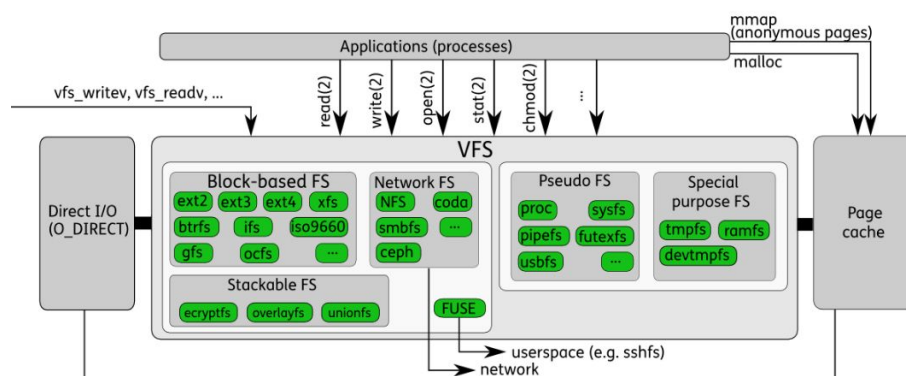 mmap
(anonymous pages)
Applications (processes)
malloc
vfs_writev, vfs_readv, ...
read(2)
write(2)
open(2)
stat(2)
chmod(2)
...
VFS
Direct I/O
(O_DIRECT)
Block-based FS
ext2 ext3 ext4 xfs
btrfs ifs iso9660
gfs ocfs ...
Network FS
NFS coda
smbfs ...
ceph
Pseudo FS
proc sysfs
pipefs futexfs
usbfs ...
Special
purpose FS
tmpfs ramfs
devtmpfs
Page
cache
Stackable FS
ecryptfs overlayfs unionfs
FUSE
userspace (e.g. sshfs)
network